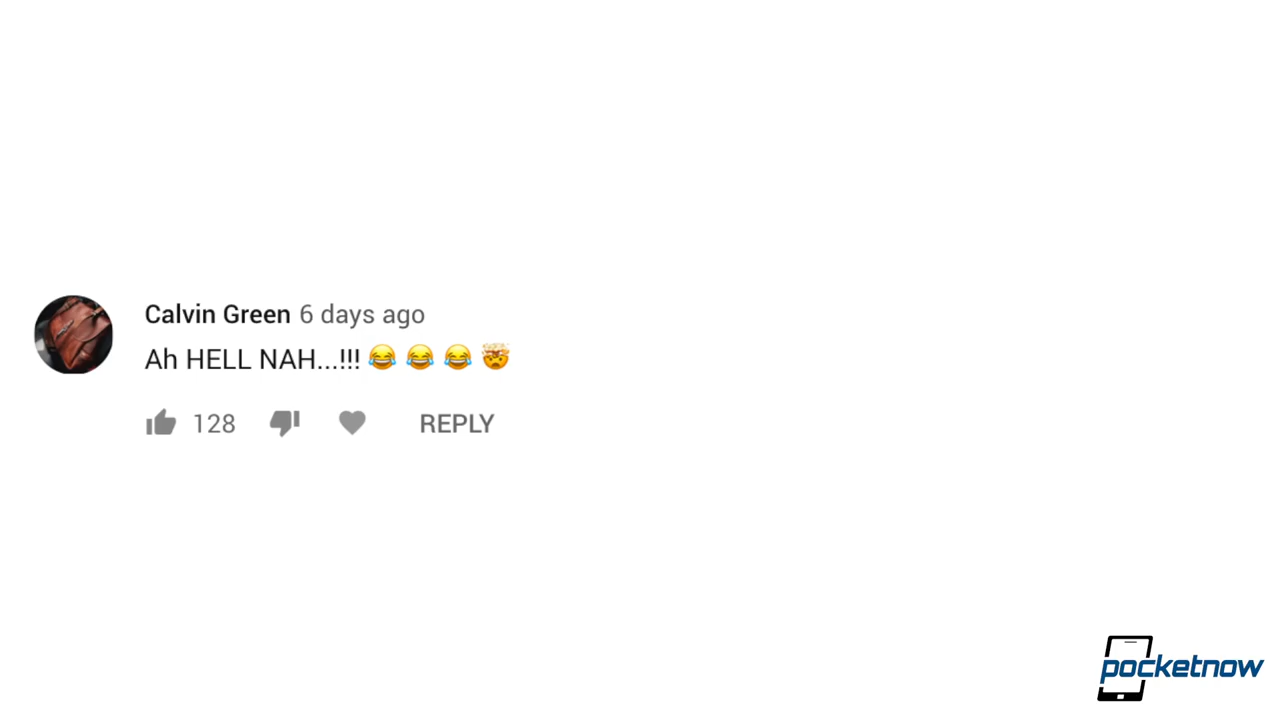 Calvin Green 6 days ago
Ah HELL NAH...!!! 😂 😂 😂 🤯
128 REPLY
pocketnow